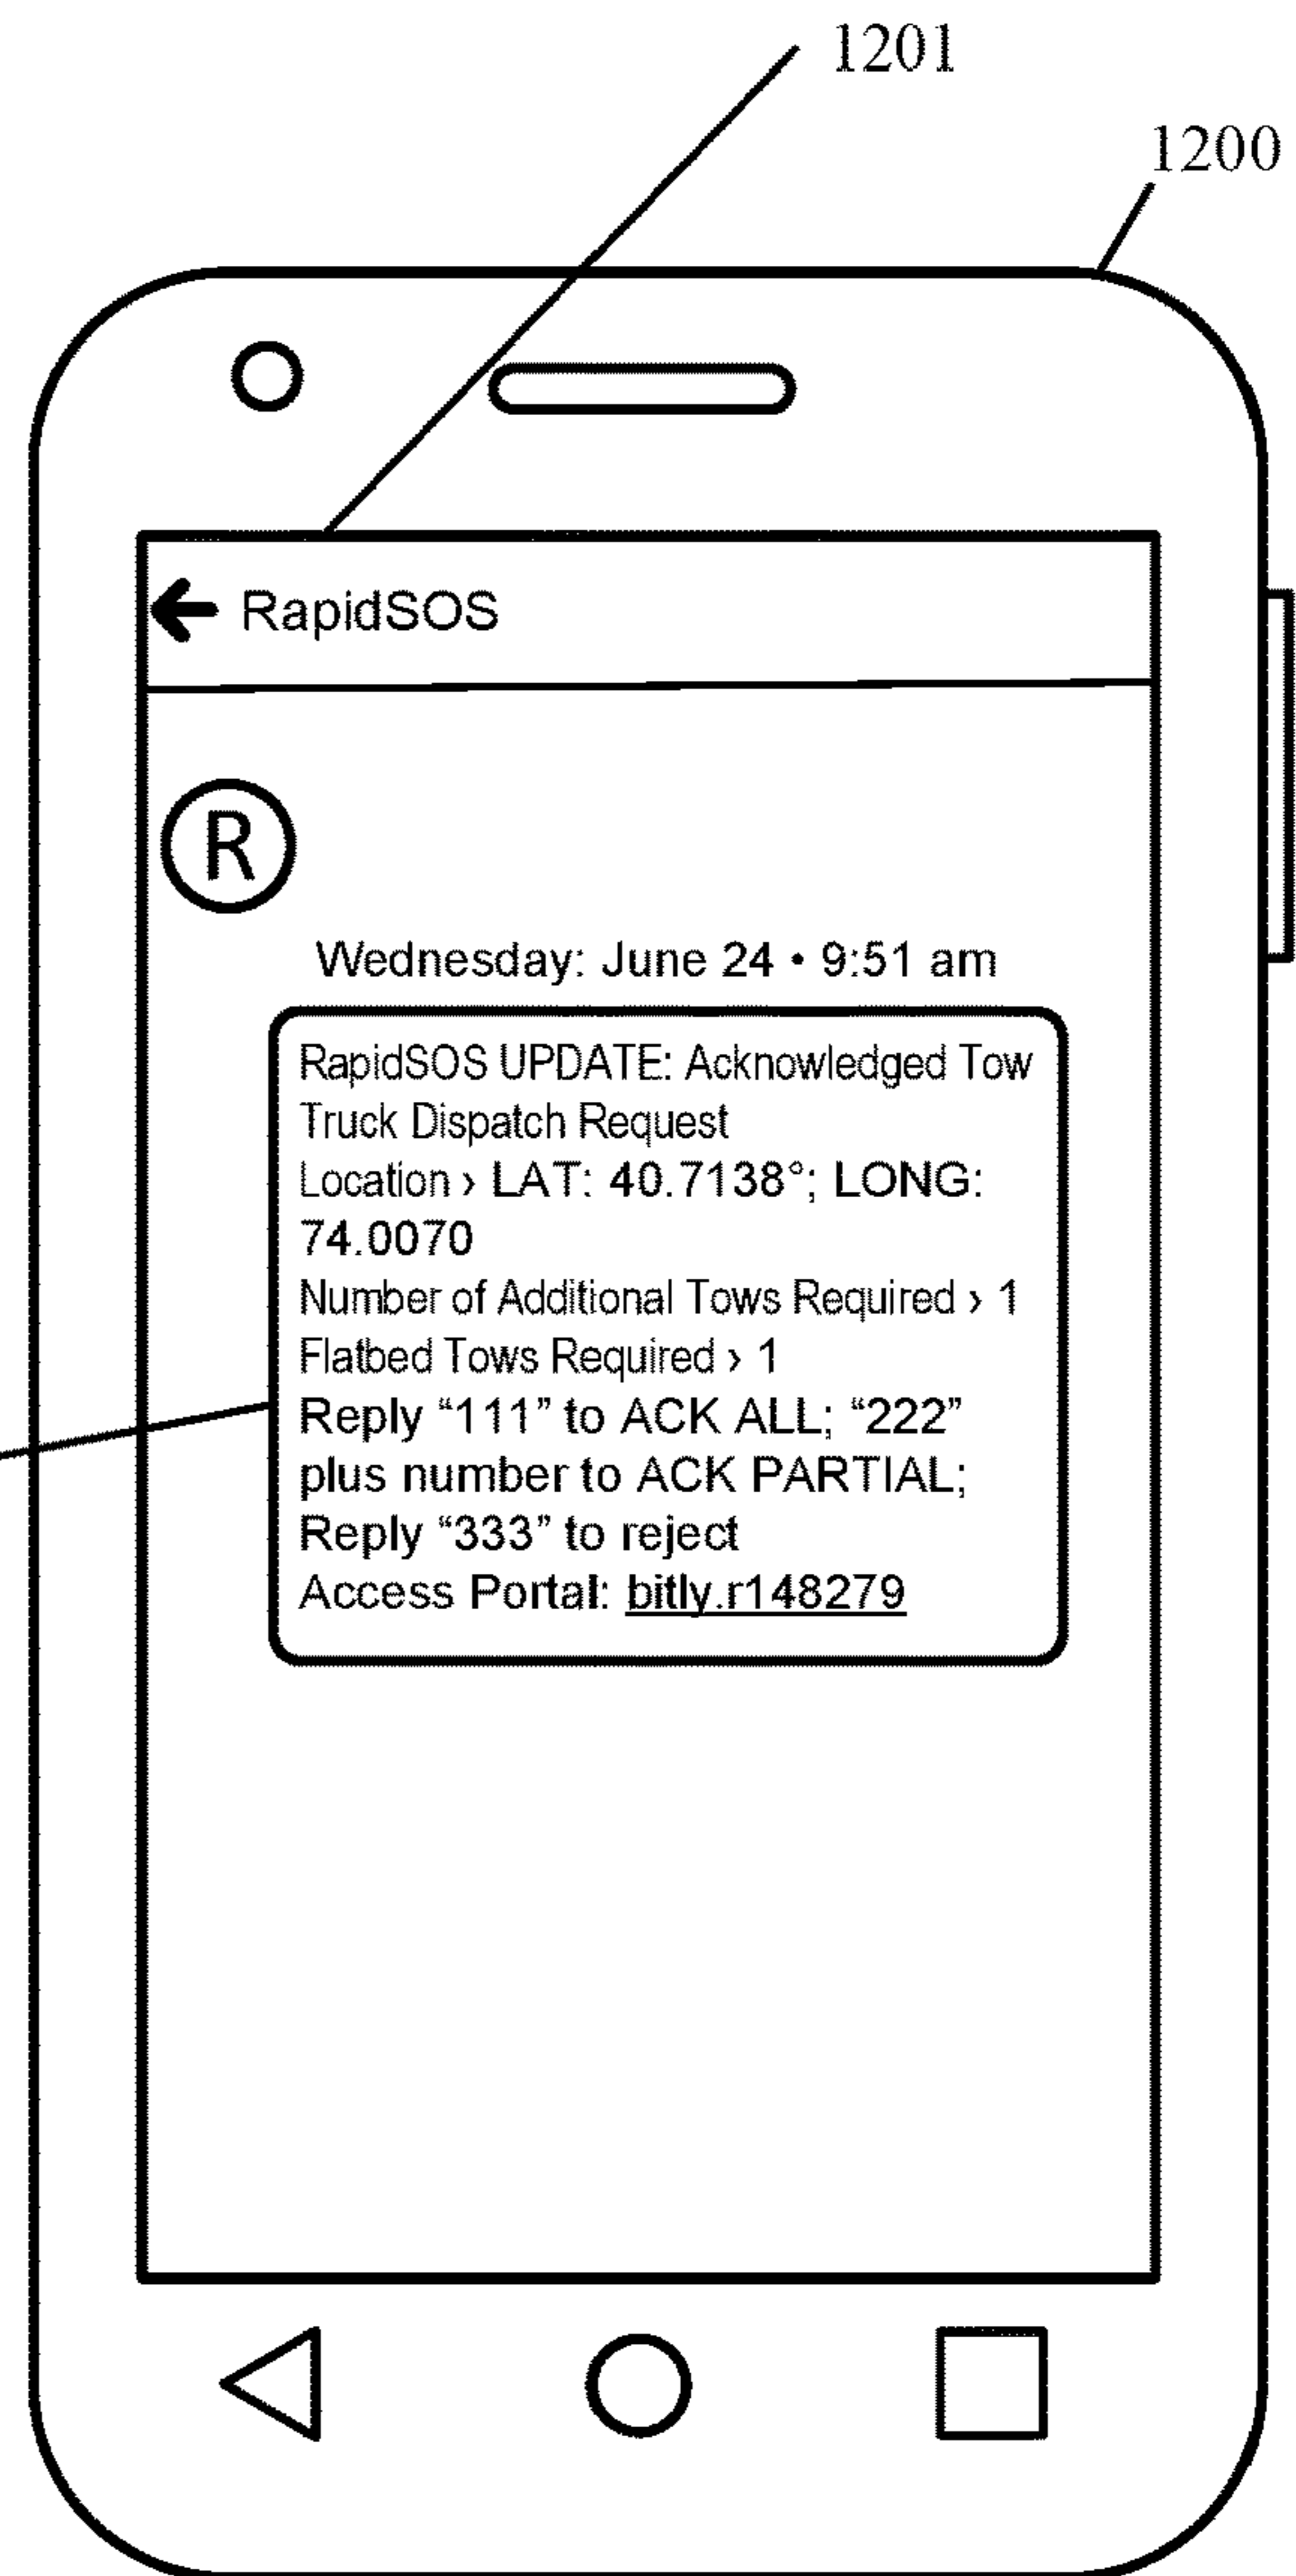 1201
1200
RapidSOS
R
Wednesday: June 24 • 9:51 am
RapidSOS UPDATE: Acknowledged Tow
Truck Dispatch Request
Location › LAT: 40.7138°; LONG:
74.0070
Number of Additional Tows Required › 1
Flatbed Tows Required › 1
Reply “111” to ACK ALL; “222”
plus number to ACK PARTIAL;
Reply “333” to reject
Access Portal: bitly.r148279